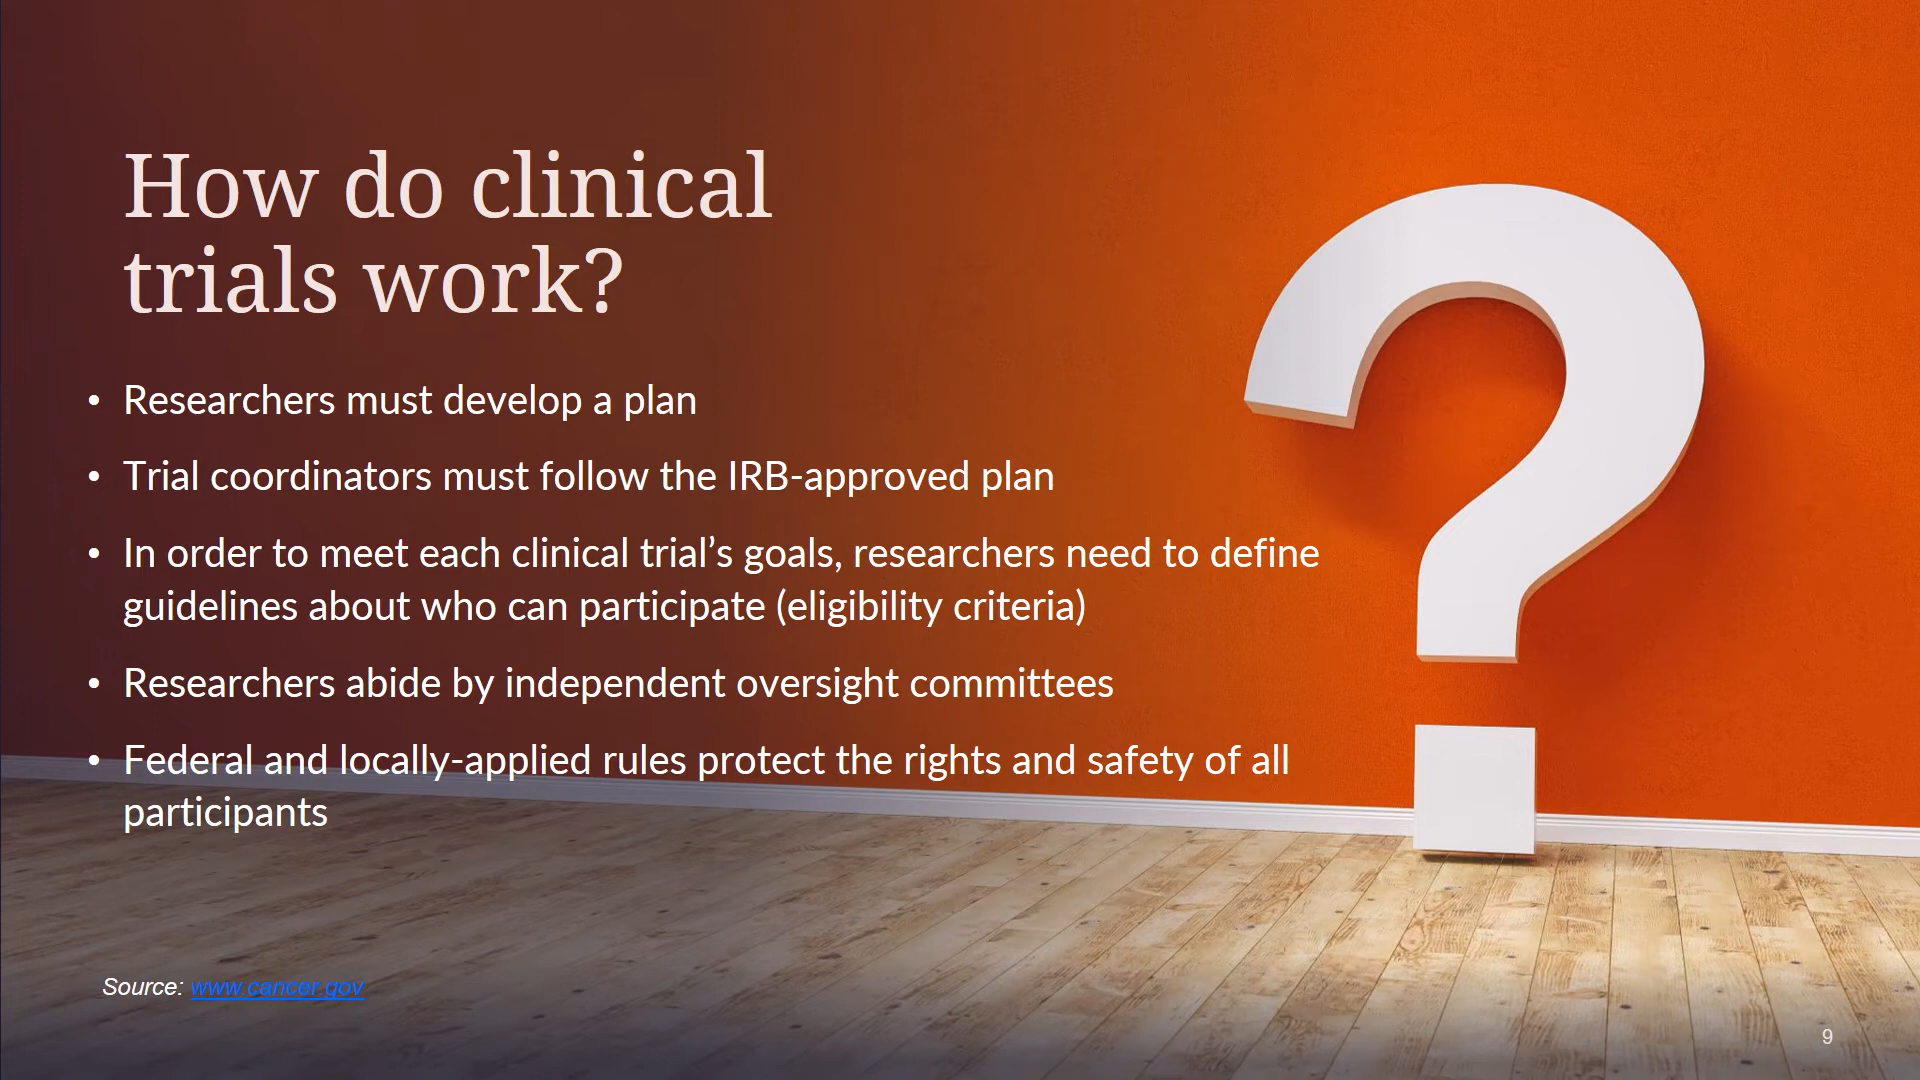 How do clinical
trials work?
• Researchers must develop a plan
• Trial coordinators must follow the IRB-approved plan
• In order to meet each clinical trial’s goals, researchers need to define
guidelines about who can participate (eligibility criteria)
• Researchers abide by independent oversight committees
• Federal and locally-applied rules protect the rights and safety of all
participants
Source: www.cancer.gov
9